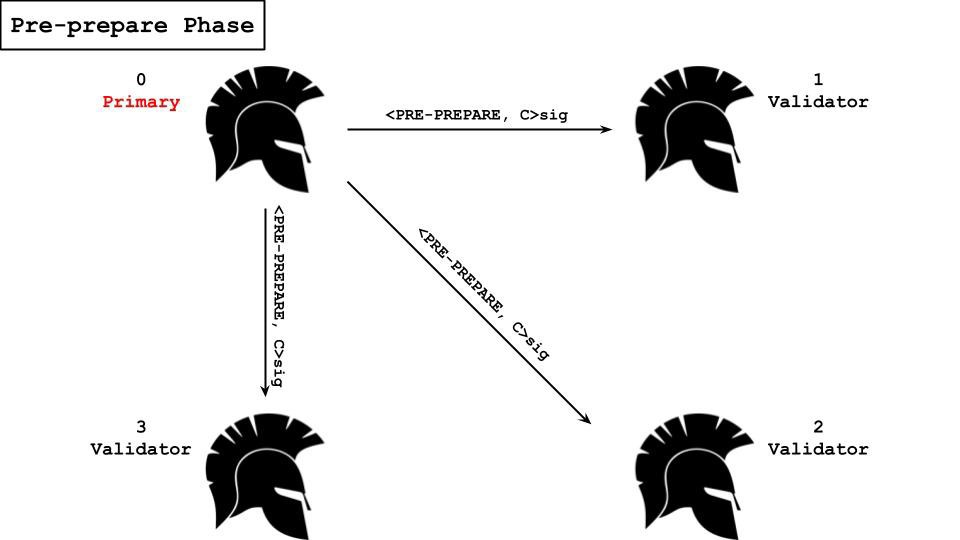 Pre-prepare Phase
0
Primary
1
Validator
<PRE-PREPARE, C>sig
<PRE-PREPARE, C>sig
<PRE-PREPARE, C>sig
3
Validator
2
Validator